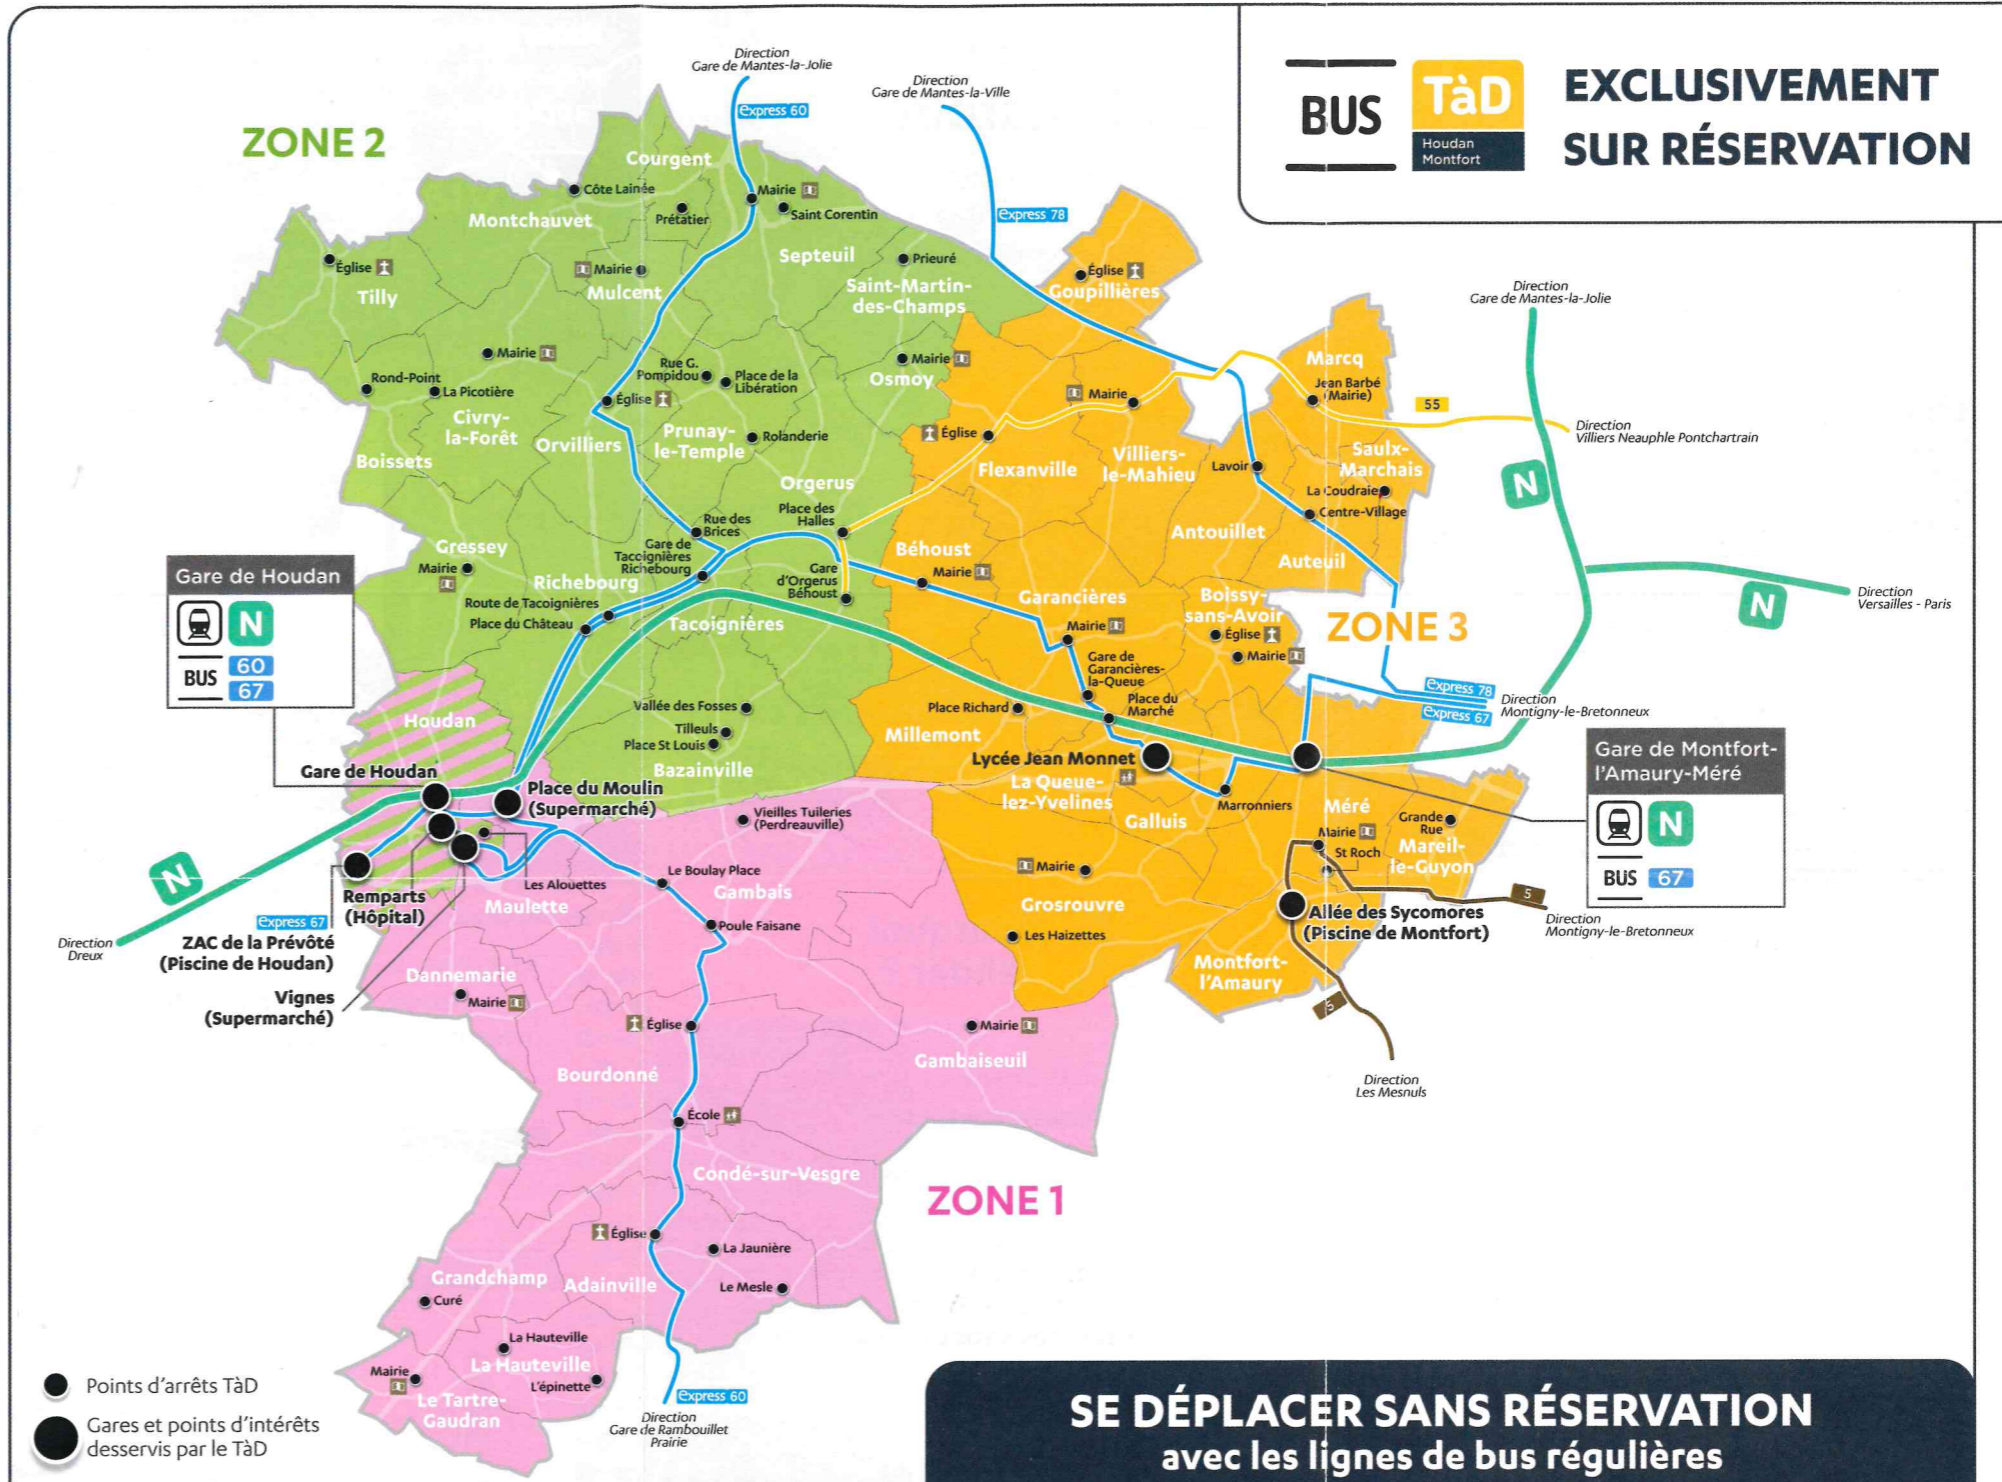 BUS
TàD
Houdan
Montfort
EXCLUSIVEMENT
SUR RÉSERVATION
ZONE 2
Direction
Gare de Mantes-la-Jolie
express 60
Direction
Gare de Mantes-la-Ville
express 78
Courgent
Côte Lainée
Prétatier
Mairie
Saint Corentin
Montchauvet
Septeuil
Prieuré
Église
Tilly
Mairie
Mulcent
Saint-Martin-
des-Champs
Église
Goupillières
Direction
Gare de Mantes-la-Jolie
Mairie
Rond-Point
La Picotière
Civry-
la-Forêt
Rue G.
Pompidou
Place de la
Libération
Mairie
Osmoy
Église
Orvilliers
Prunay-
le-Temple
Rolanderie
Boissets
Mairie
Église
Flexanville
Villiers-
le-Mahieu
Marcq
Jean Barbé
(Mairie)
55
Direction
Villiers Neauphle Pontchartrain
Lavoir
Saulx-
Marchais
La Coudraie
Centre-Village
N
Orgerus
Place des
Halles
Rue des
Brices
Gare de
Tacoignières
Richebourg
Gare
d'Orgerus
Béhoust
Gressey
Mairie
Richebourg
Route de Tacoignières
Place du Château
Tacoignières
Béhoust
Mairie
Antouillet
Auteuil
Garancières
Mairie
Boissy-
sans-Avoir
Église
Mairie
ZONE 3
N
Direction
Versailles - Paris
Gare de Houdan
N
BUS
60
67
Gare de
Garancières-
la-Queue
Place du
Marché
express 78
express 67
Direction
Montigny-le-Bretonneux
Houdan
Vallée des Fosses
Tilleuls
Place St Louis
Bazainville
Place Richard
Millemont
Lycée Jean Monnet
La Queue-
lez-Yvelines
Marronniers
Galluis
Gare de Montfort-
l'Amaury-Méré
N
BUS
67
Gare de Houdan
Place du Moulin
(Supermarché)
Vieilles Tuileries
(Perdreauville)
Méré
Mairie
St Roch
Grande
Rue
Mareil-
le-Guyon
5
Direction
Montigny-le-Bretonneux
N
Direction
Dreux
Remparts
(Hôpital)
express 67
ZAC de la Prévôté
(Piscine de Houdan)
Vignes
(Supermarché)
Les Alouettes
Maulette
Le Boulay Place
Gambais
Poule Faisane
Mairie
Grosrouvre
Les Haizettes
Allée des Sycomores
(Piscine de Montfort)
Montfort-
l'Amaury
5
Direction
Les Mesnuls
Dannemarie
Mairie
Église
Bourdonné
Mairie
Gambaiseuil
École
Condé-sur-Vesgre
ZONE 1
Église
La Jaunière
Le Mesle
Grandchamp
Curé
Adainville
La Hauteville
La Hauteville
L'épinette
Mairie
Le Tartre-
Gaudran
express 60
Direction
Gare de Rambouillet
Prairie
Points d'arrêts TàD
Gares et points d'intérêts
desservis par le TàD
SE DÉPLACER SANS RÉSERVATION
avec les lignes de bus régulières